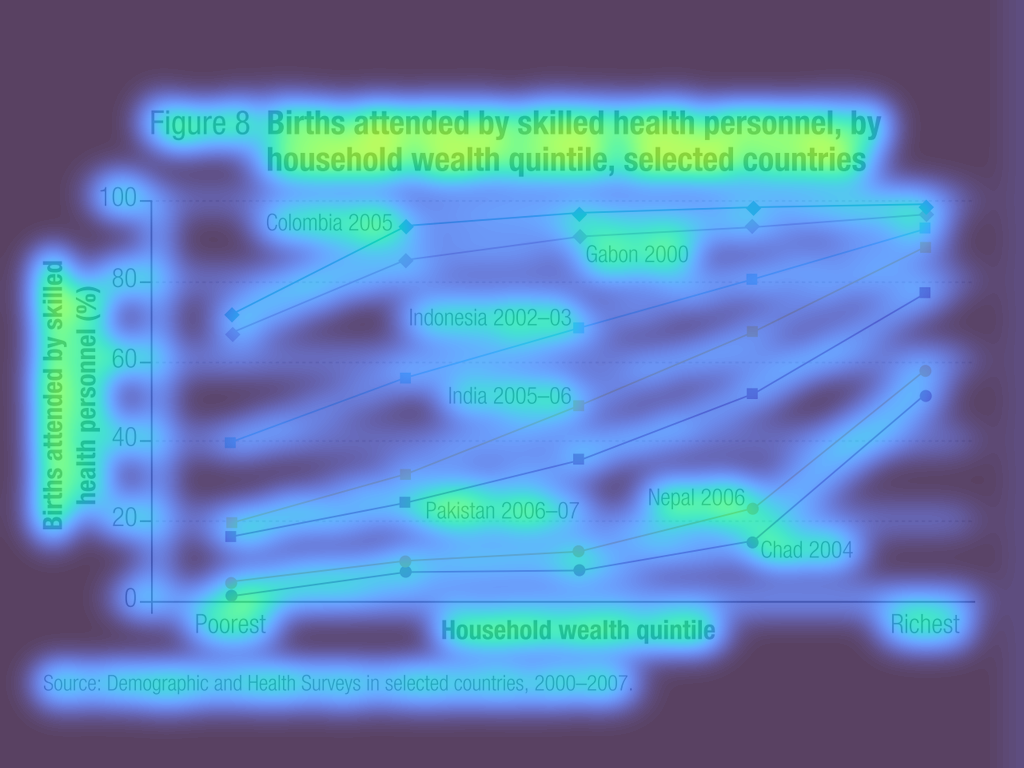 Figure 8 Births attended by skilled health personnel, by
household wealth quintile, selected countries
Births attended by skilled
health personnel (%)
100
80
60
40
20
0
Colombia 2005
Gabon 2000
Indonesia 2002–03
India 2005–06
Pakistan 2006–07
Nepal 2006
Chad 2004
Poorest
Household wealth quintile
Richest
Source: Demographic and Health Surveys in selected countries, 2000–2007.